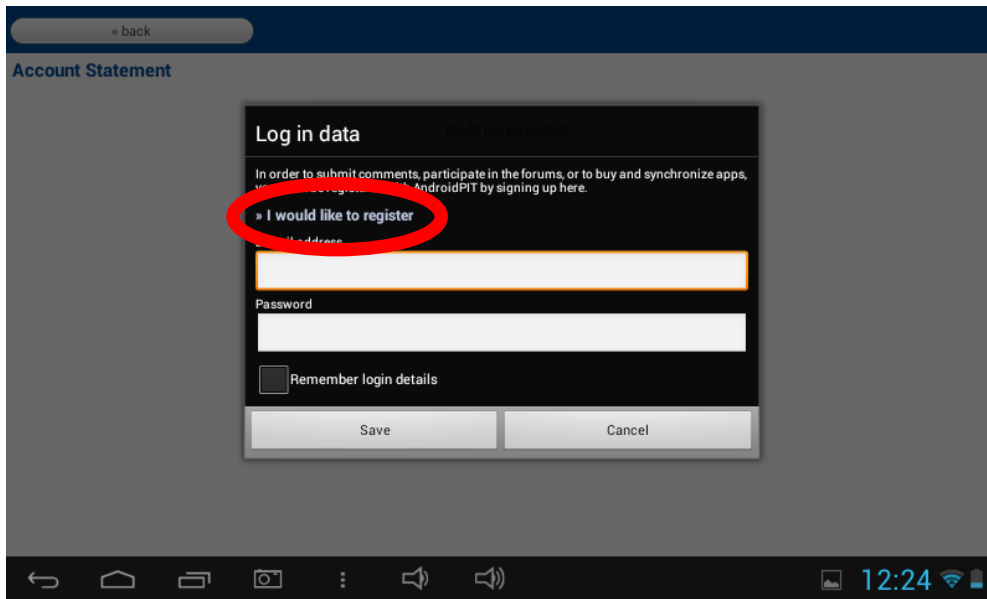 « back
Account Statement
Log in data
Could not be loaded
In order to submit comments, participate in the forums, or to buy and synchronize apps,
AndroidPIT by signing up here.
» I would like to register
address
Password
Remember login details
Save
Cancel
12:24